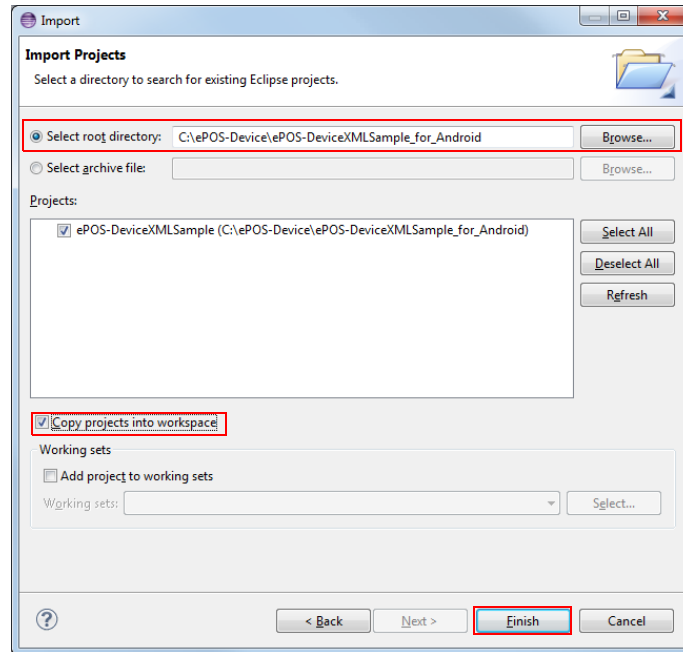 Import
Import Projects
Select a directory to search for existing Eclipse projects.
Select root directory: C:\ePOS-Device\ePOS-DeviceXMLSample_for_Android Browse...
Select archive file: Browse...
Projects:
ePOS-DeviceXMLSample (C:\ePOS-Device\ePOS-DeviceXMLSample_for_Android)
Select All
Deselect All
Refresh
Copy projects into workspace
Working sets
Add project to working sets
Working sets: Select...
? < Back Next > Finish Cancel